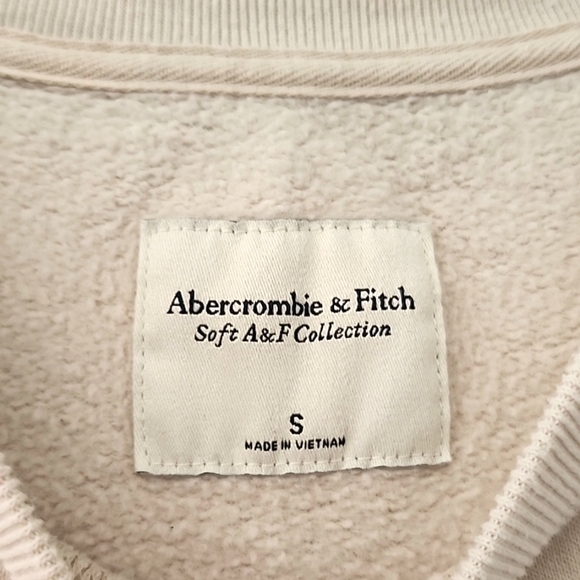 Abercrombie & Fitch
Soft A&F Collection
S
MADE IN VIETNAM